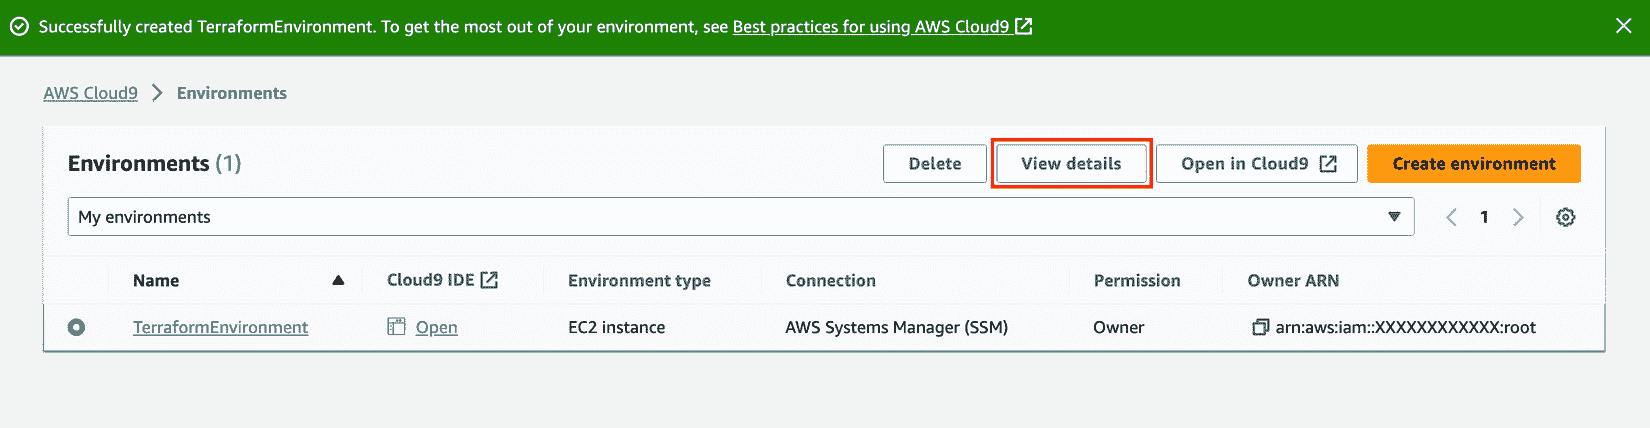 Successfully created TerraformEnvironment. To get the most out of your environment, see Best practices for using AWS Cloud9
AWS Cloud9 > Environments
Environments (1)
Delete
View details
Open in Cloud9
Create environment
My environments
1
Name Cloud9 IDE Environment type Connection Permission Owner ARN
TerraformEnvironment Open EC2 instance AWS Systems Manager (SSM) Owner arn:aws:iam::XXXXXXXXXXXX:root